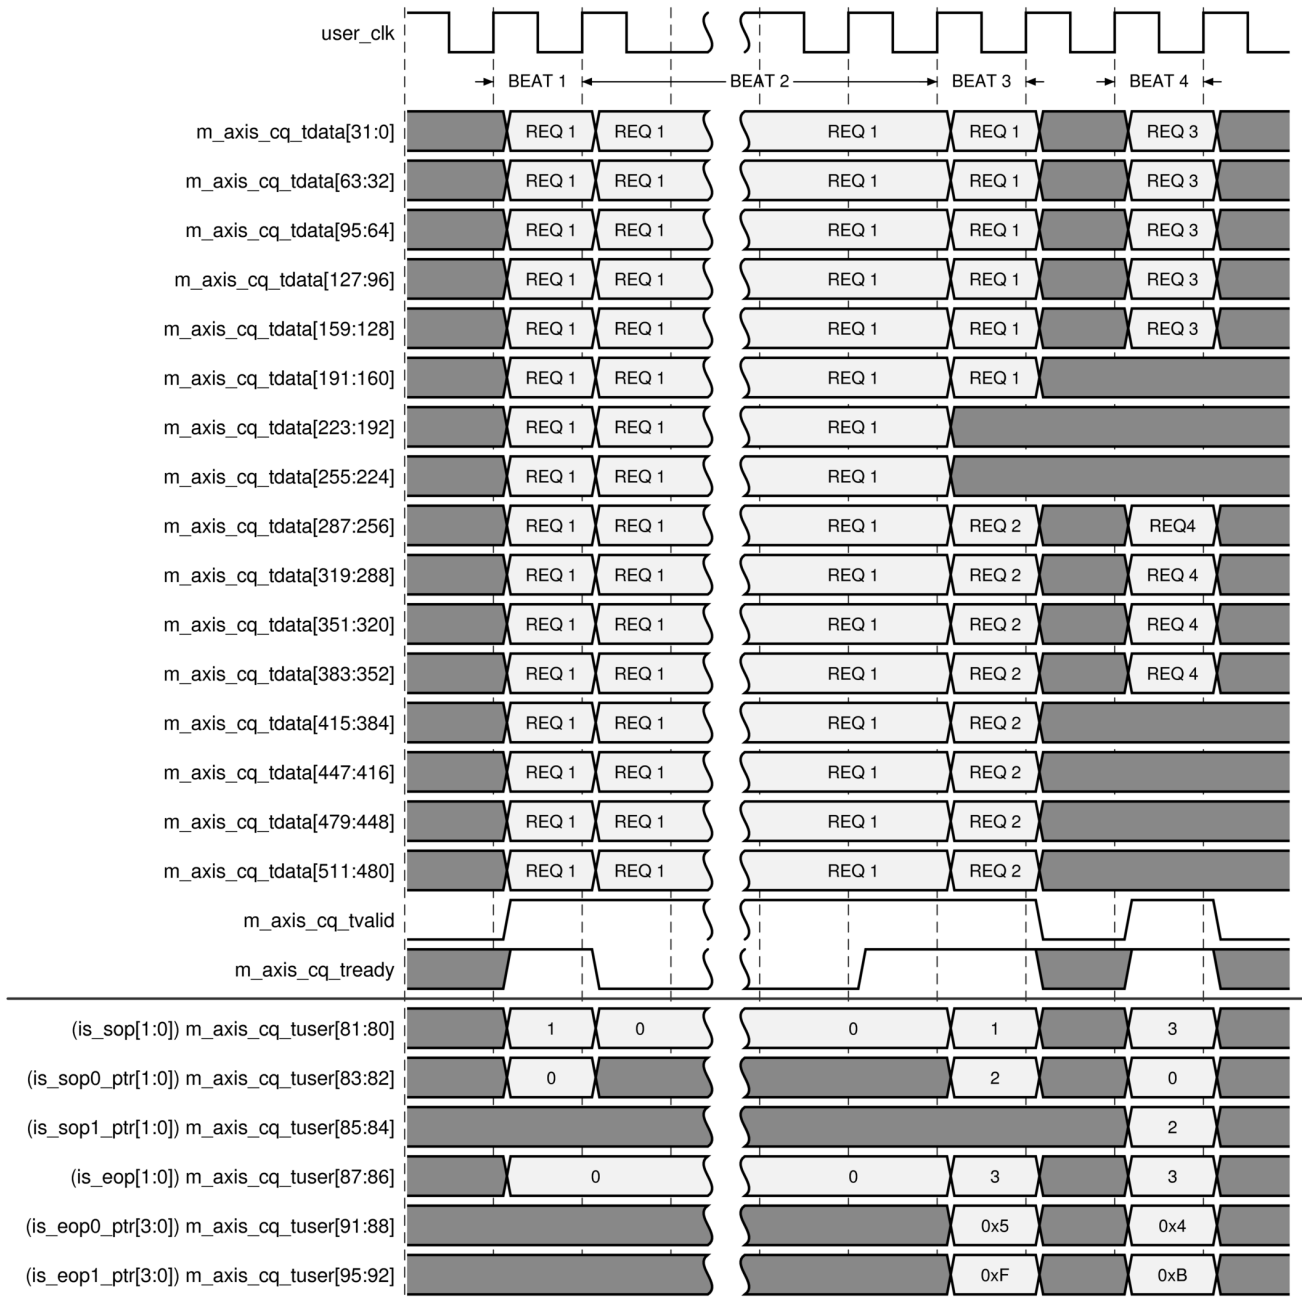 user_clk
BEAT 1 BEAT 2 BEAT 3 BEAT 4
m_axis_cq_tdata[31:0] REQ 1 REQ 1 REQ 1 REQ 1 REQ 3
m_axis_cq_tdata[63:32] REQ 1 REQ 1 REQ 1 REQ 1 REQ 3
m_axis_cq_tdata[95:64] REQ 1 REQ 1 REQ 1 REQ 1 REQ 3
m_axis_cq_tdata[127:96] REQ 1 REQ 1 REQ 1 REQ 1 REQ 3
m_axis_cq_tdata[159:128] REQ 1 REQ 1 REQ 1 REQ 1 REQ 3
m_axis_cq_tdata[191:160] REQ 1 REQ 1 REQ 1 REQ 1
m_axis_cq_tdata[223:192] REQ 1 REQ 1 REQ 1
m_axis_cq_tdata[255:224] REQ 1 REQ 1 REQ 1
m_axis_cq_tdata[287:256] REQ 1 REQ 1 REQ 1 REQ 2 REQ4
m_axis_cq_tdata[319:288] REQ 1 REQ 1 REQ 1 REQ 2 REQ 4
m_axis_cq_tdata[351:320] REQ 1 REQ 1 REQ 1 REQ 2 REQ 4
m_axis_cq_tdata[383:352] REQ 1 REQ 1 REQ 1 REQ 2 REQ 4
m_axis_cq_tdata[415:384] REQ 1 REQ 1 REQ 1 REQ 2
m_axis_cq_tdata[447:416] REQ 1 REQ 1 REQ 1 REQ 2
m_axis_cq_tdata[479:448] REQ 1 REQ 1 REQ 1 REQ 2
m_axis_cq_tdata[511:480] REQ 1 REQ 1 REQ 1 REQ 2
m_axis_cq_tvalid
m_axis_cq_tready
(is_sop[1:0]) m_axis_cq_tuser[81:80] 1 0 0 1 3
(is_sop0_ptr[1:0]) m_axis_cq_tuser[83:82] 0 2 0
(is_sop1_ptr[1:0]) m_axis_cq_tuser[85:84] 2
(is_eop[1:0]) m_axis_cq_tuser[87:86] 0 0 3 3
(is_eop0_ptr[3:0]) m_axis_cq_tuser[91:88] 0x5 0x4
(is_eop1_ptr[3:0]) m_axis_cq_tuser[95:92] 0xF 0xB